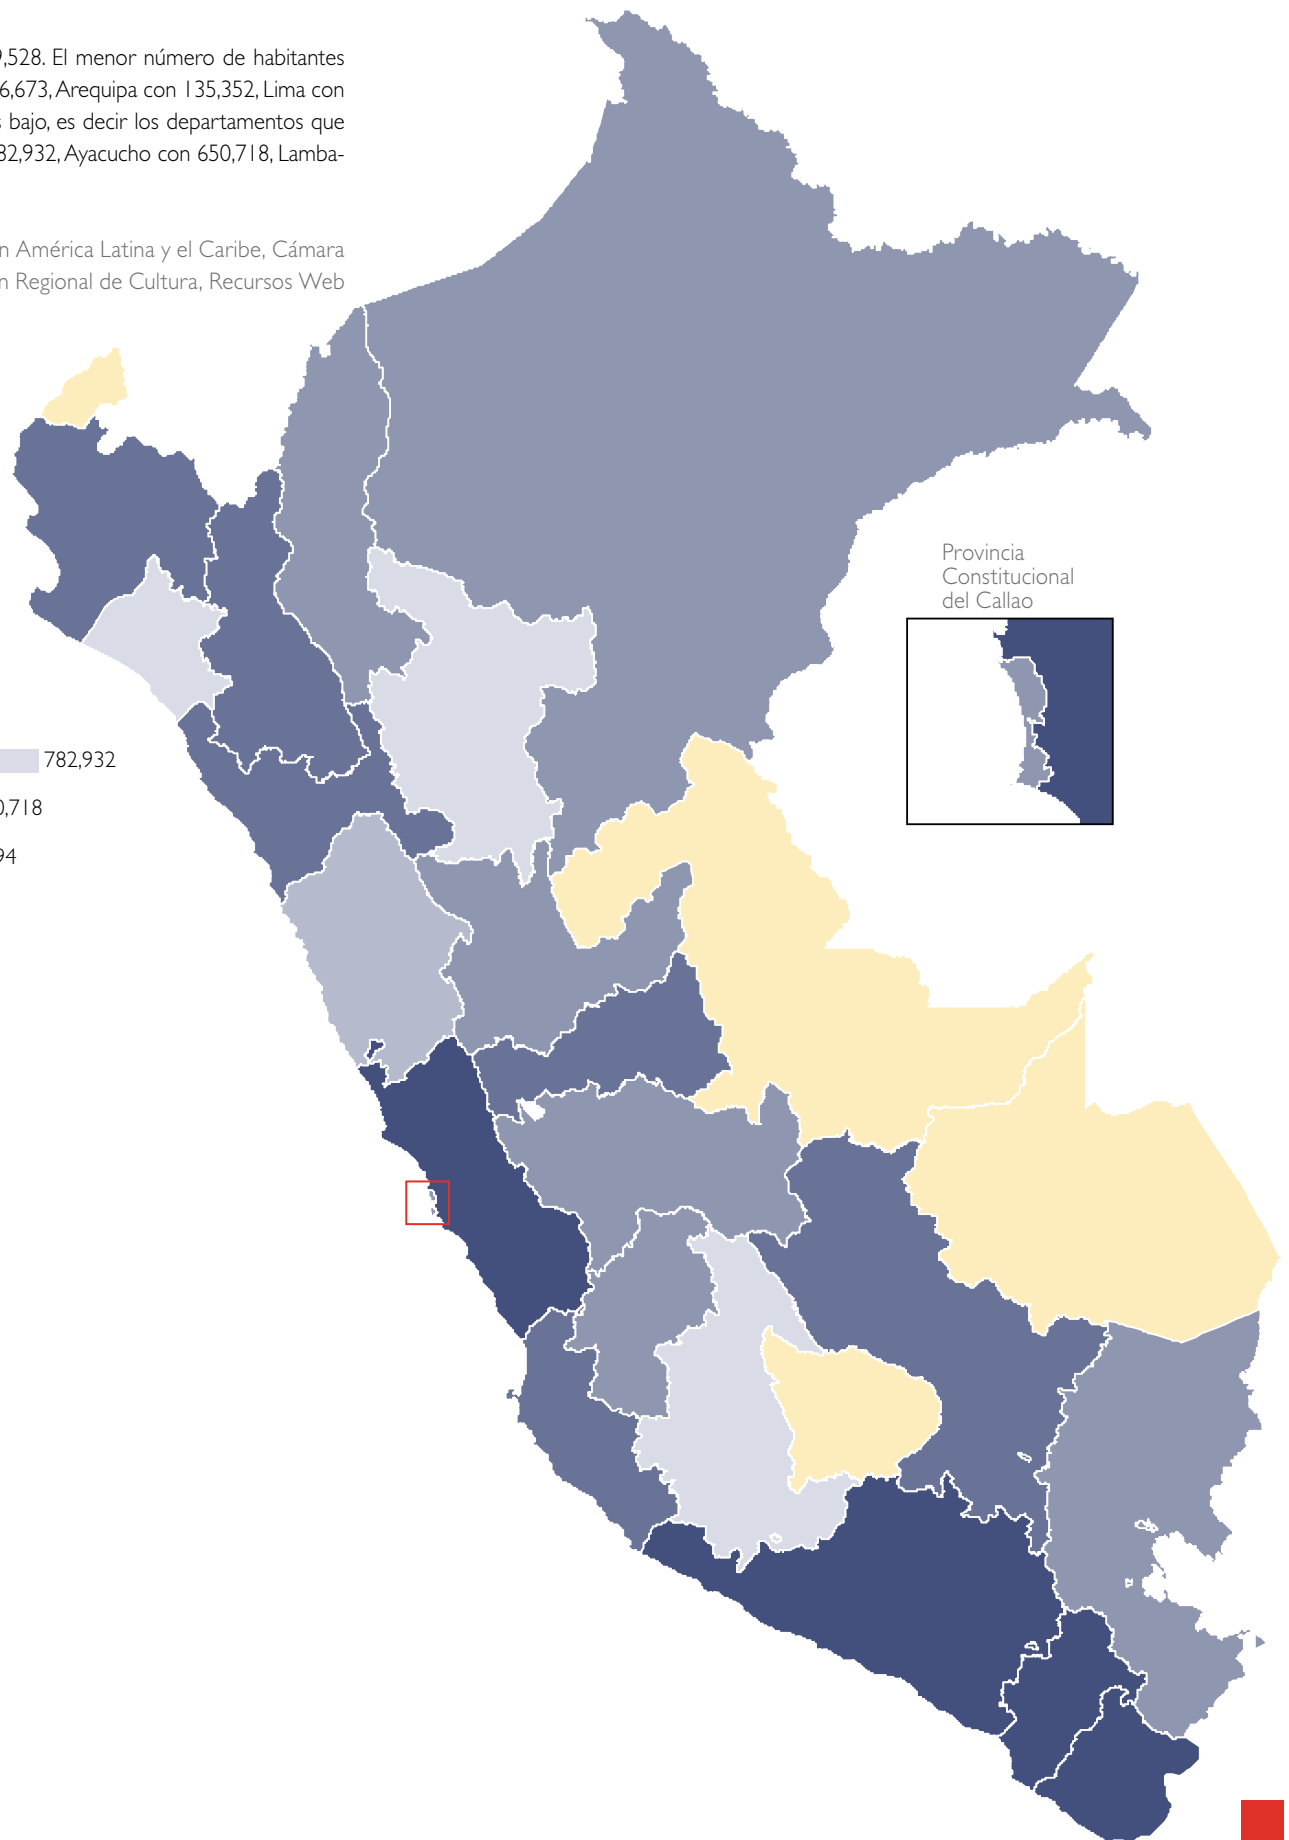 9,528. El menor número de habitantes
6,673, Arequipa con 135,352, Lima con
s bajo, es decir los departamentos que
82,932, Ayacucho con 650,718, Lamba-
n América Latina y el Caribe, Cámara
n Regional de Cultura, Recursos Web
Provincia
Constitucional
del Callao
782,932
0,718
94